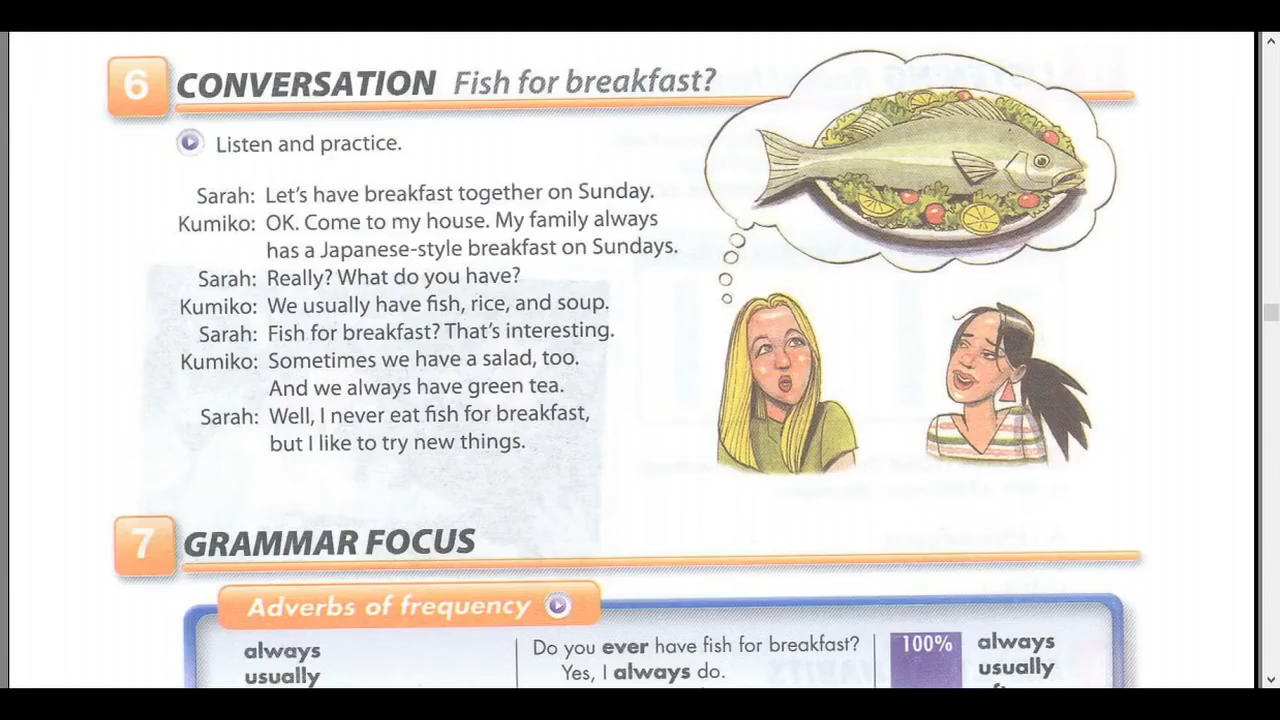 6 CONVERSATION Fish for breakfast?
Listen and practice.
Sarah: Let's have breakfast together on Sunday.
Kumiko: OK. Come to my house. My family always
has a Japanese-style breakfast on Sundays.
Sarah: Really? What do you have?
Kumiko: We usually have fish, rice, and soup.
Sarah: Fish for breakfast? That's interesting.
Kumiko: Sometimes we have a salad, too.
And we always have green tea.
Sarah: Well, I never eat fish for breakfast,
but I like to try new things.
7 GRAMMAR FOCUS
Adverbs of frequency
always
usually
Do you ever have fish for breakfast?
Yes, I always do.
100%
always
usually